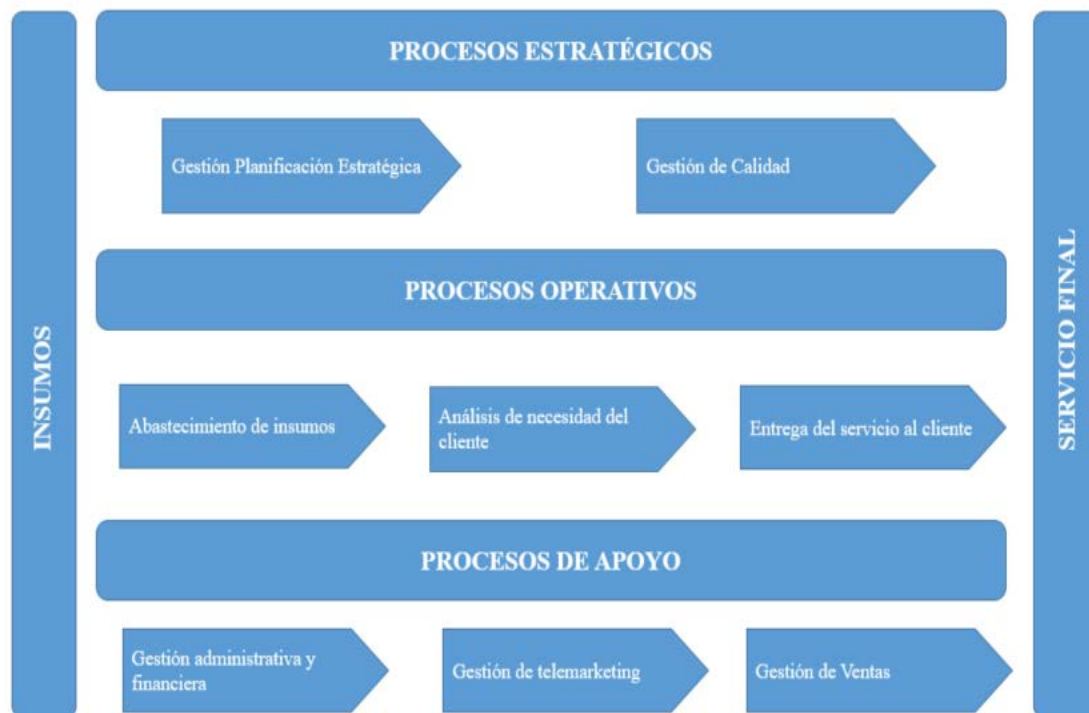 INSUMOS
PROCESOS ESTRATÉGICOS
Gestión Planificación Estratégica
Gestión de Calidad
PROCESOS OPERATIVOS
Abastecimiento de insumos
Análisis de necesidad del
cliente
Entrega del servicio al cliente
PROCESOS DE APOYO
Gestión administrativa y
financiera
Gestión de telemarketing
Gestión de Ventas
SERVICIO FINAL